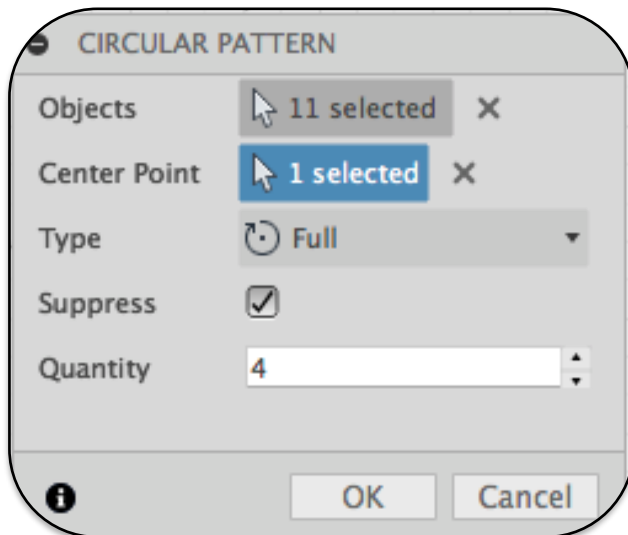 CIRCULAR PATTERN
Objects 11 selected
Center Point 1 selected
Type Full
Suppress
Quantity 4
OK Cancel